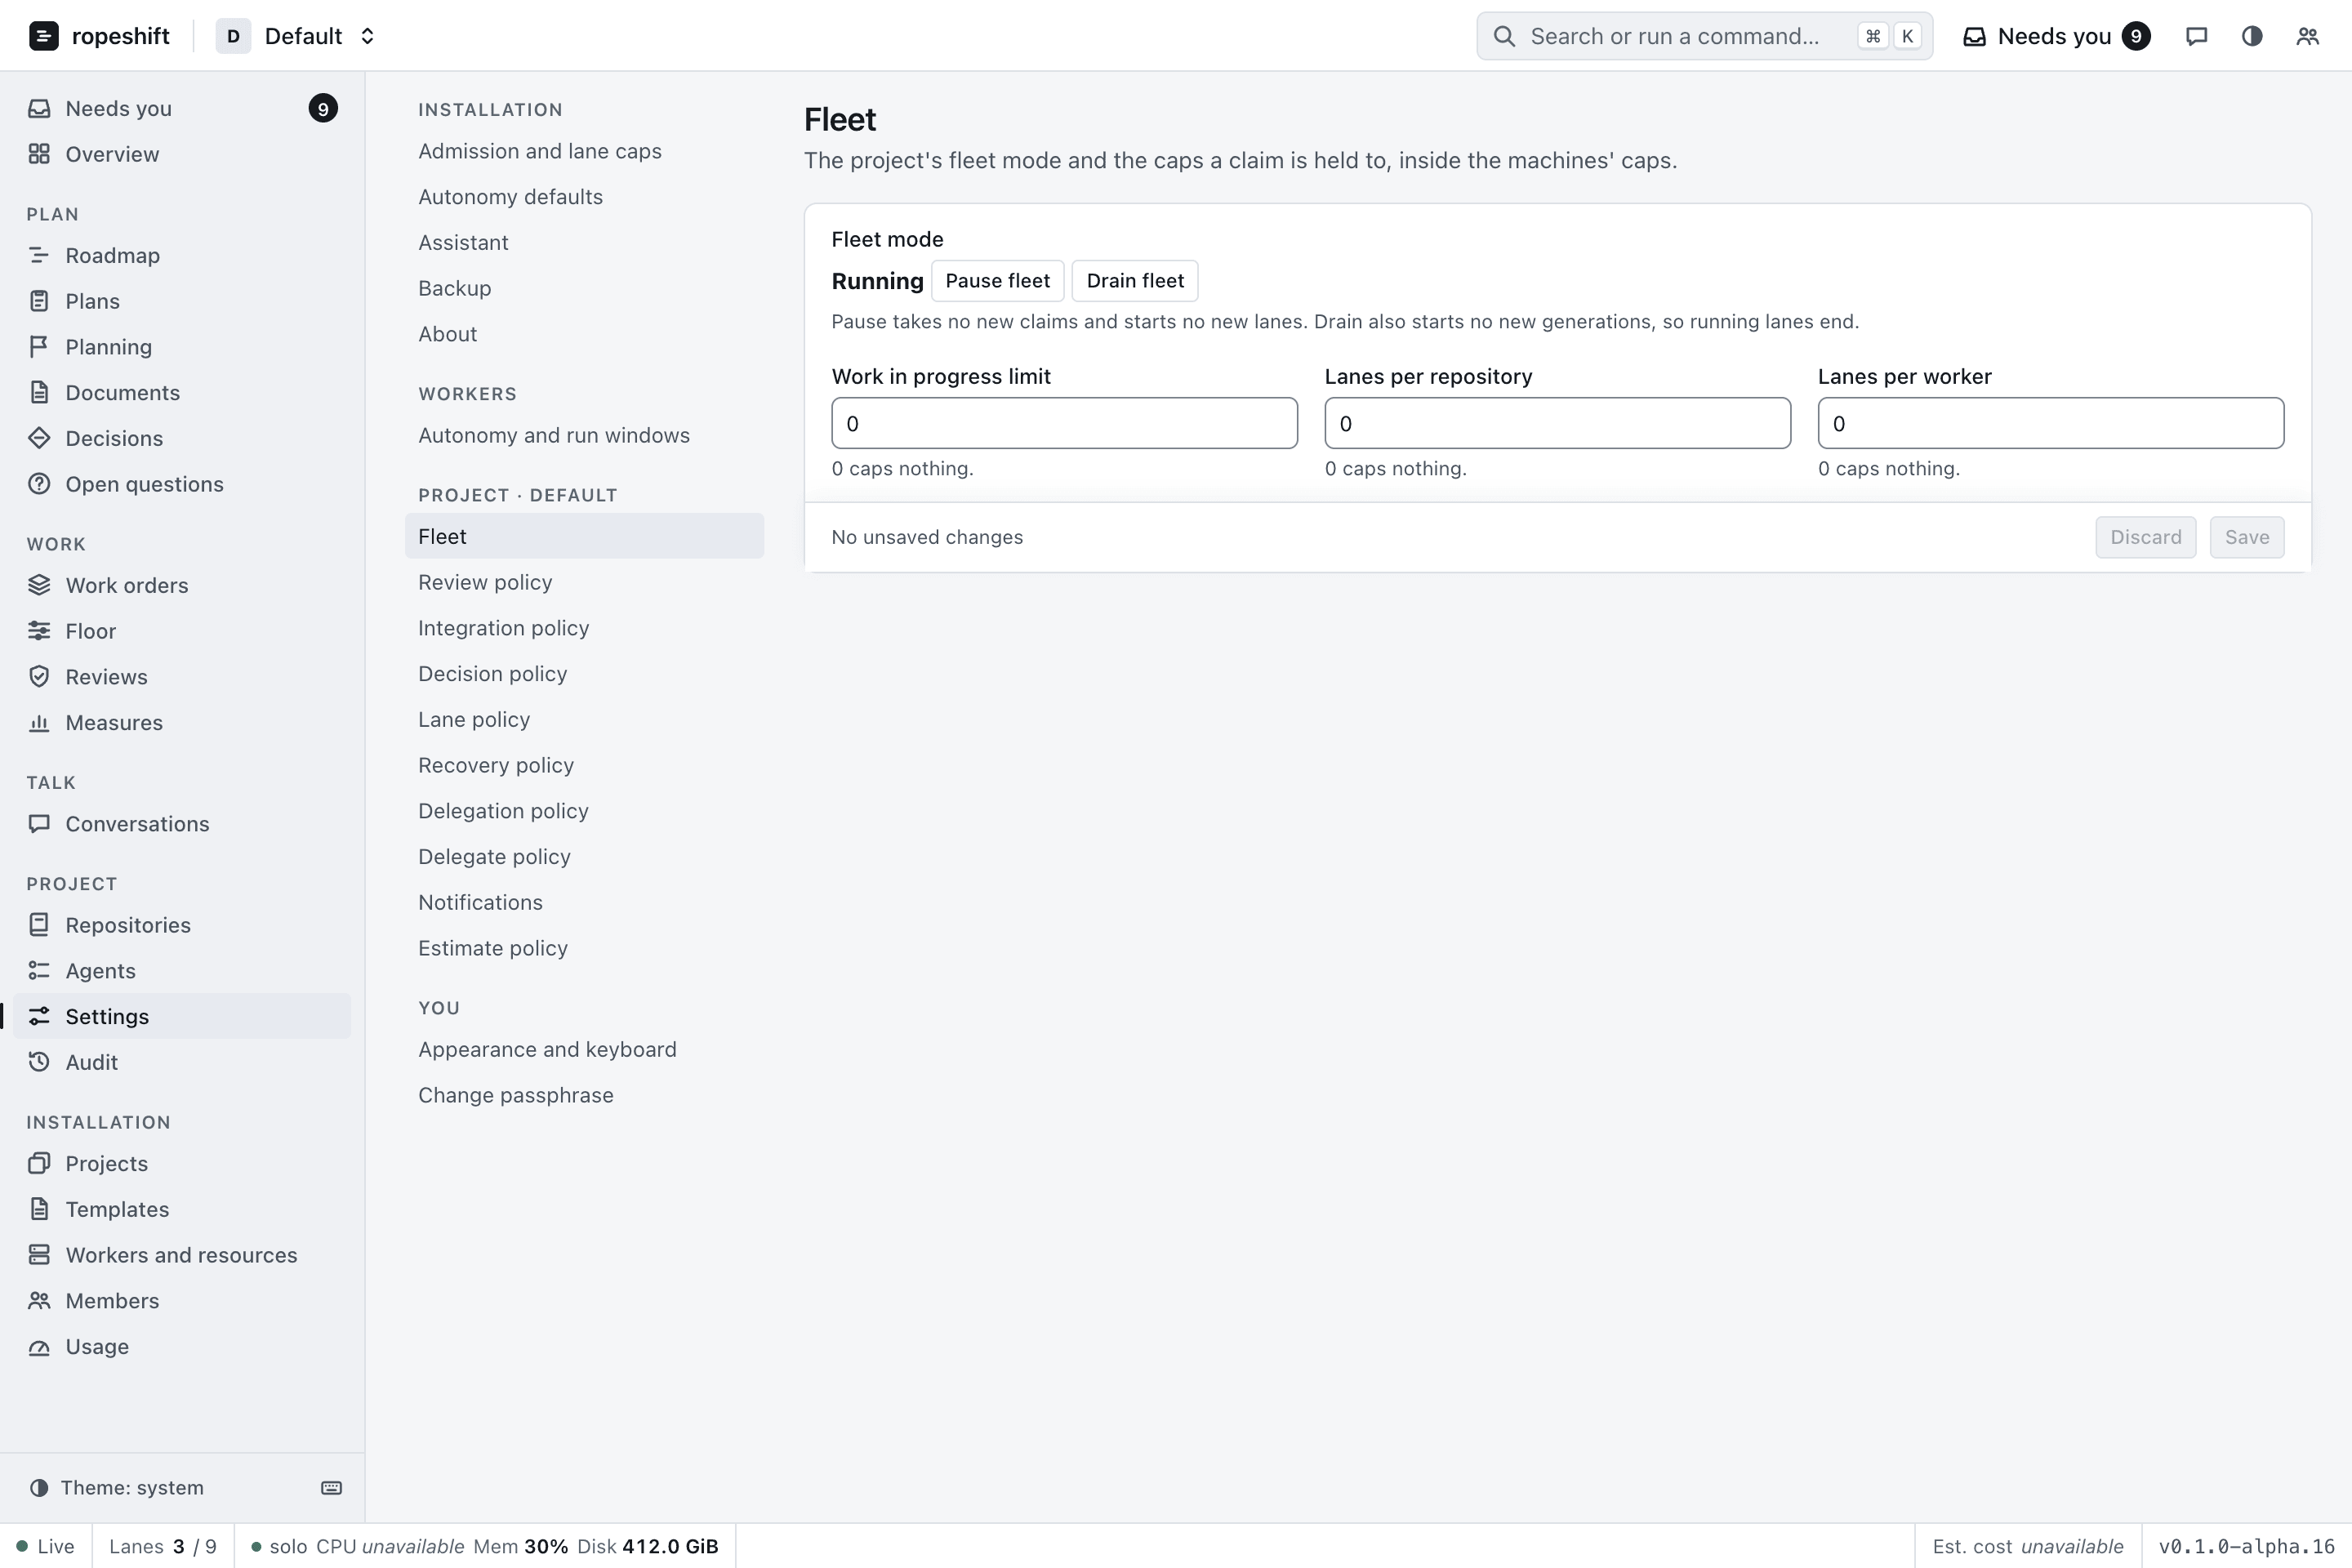 ropeshift
D Default
Search or run a command...
⌘ K
Needs you 9
Needs you 9
Overview
PLAN
Roadmap
Plans
Planning
Documents
Decisions
Open questions
WORK
Work orders
Floor
Reviews
Measures
TALK
Conversations
PROJECT
Repositories
Agents
Settings
Audit
INSTALLATION
Projects
Templates
Workers and resources
Members
Usage
Theme: system
INSTALLATION
Admission and lane caps
Autonomy defaults
Assistant
Backup
About
WORKERS
Autonomy and run windows
PROJECT · DEFAULT
Fleet
Review policy
Integration policy
Decision policy
Lane policy
Recovery policy
Delegation policy
Delegate policy
Notifications
Estimate policy
YOU
Appearance and keyboard
Change passphrase
Fleet
The project's fleet mode and the caps a claim is held to, inside the machines' caps.
Fleet mode
Running Pause fleet Drain fleet
Pause takes no new claims and starts no new lanes. Drain also starts no new generations, so running lanes end.
Work in progress limit
0
0 caps nothing.
Lanes per repository
0
0 caps nothing.
Lanes per worker
0
0 caps nothing.
No unsaved changes
Discard Save
Live
Lanes 3 / 9
solo CPU unavailable Mem 30% Disk 412.0 GiB
Est. cost unavailable
v0.1.0-alpha.16